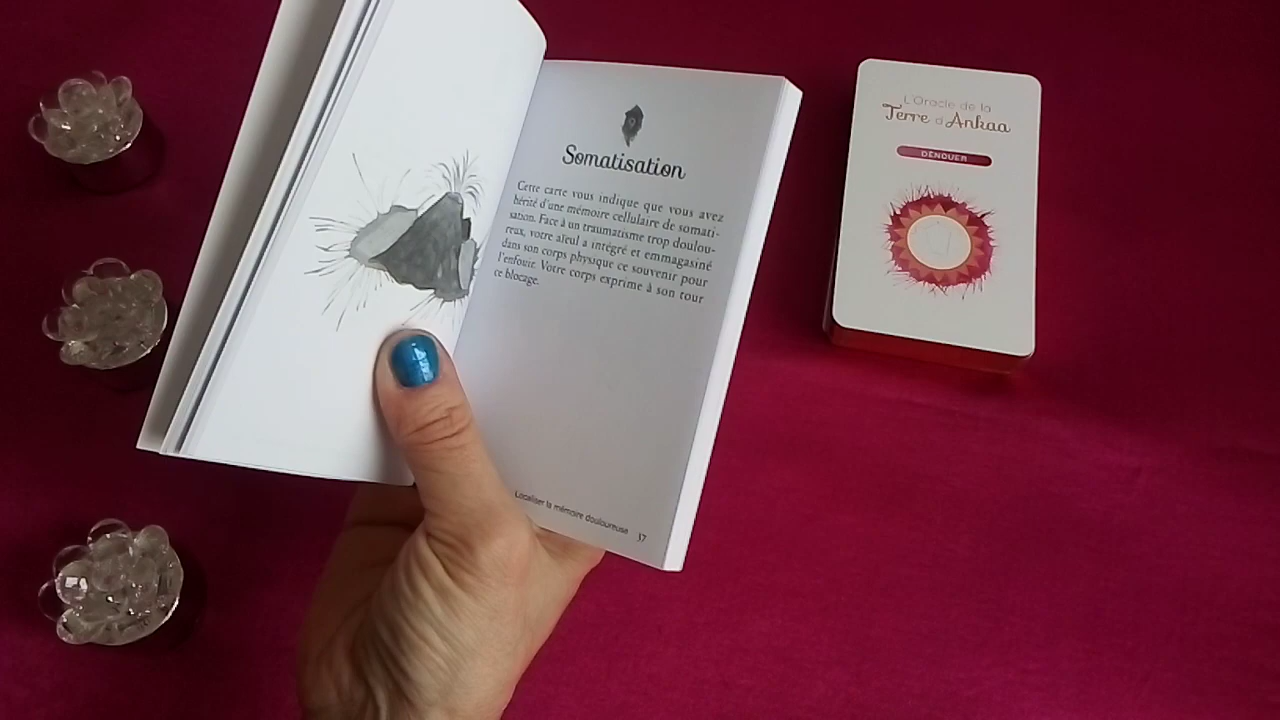 Somatisation
Cette carte vous indique que vous avez
hérité d'une mémoire cellulaire de somati-
sation. Face à un traumatisme trop doulou-
reux, votre aïeul a intégré et emmagasiné
dans son corps physique ce souvenir pour
l'enfouir. Votre corps exprime à son tour
ce blocage.
Localiser la mémoire douloureuse 37
L'Oracle de la
Terre d'Ankaa
DÉNOUER